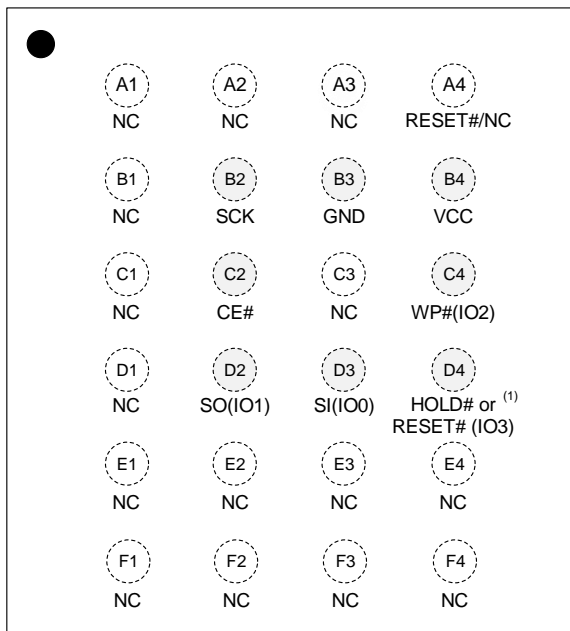 A1 A2 A3 A4
NC NC NC RESET#/NC
B1 B2 B3 B4
NC SCK GND VCC
C1 C2 C3 C4
NC CE# NC WP#(IO2)
D1 D2 D3 D4
NC SO(IO1) SI(IO0) HOLD# or (1)
RESET# (IO3)
E1 E2 E3 E4
NC NC NC NC
F1 F2 F3 F4
NC NC NC NC